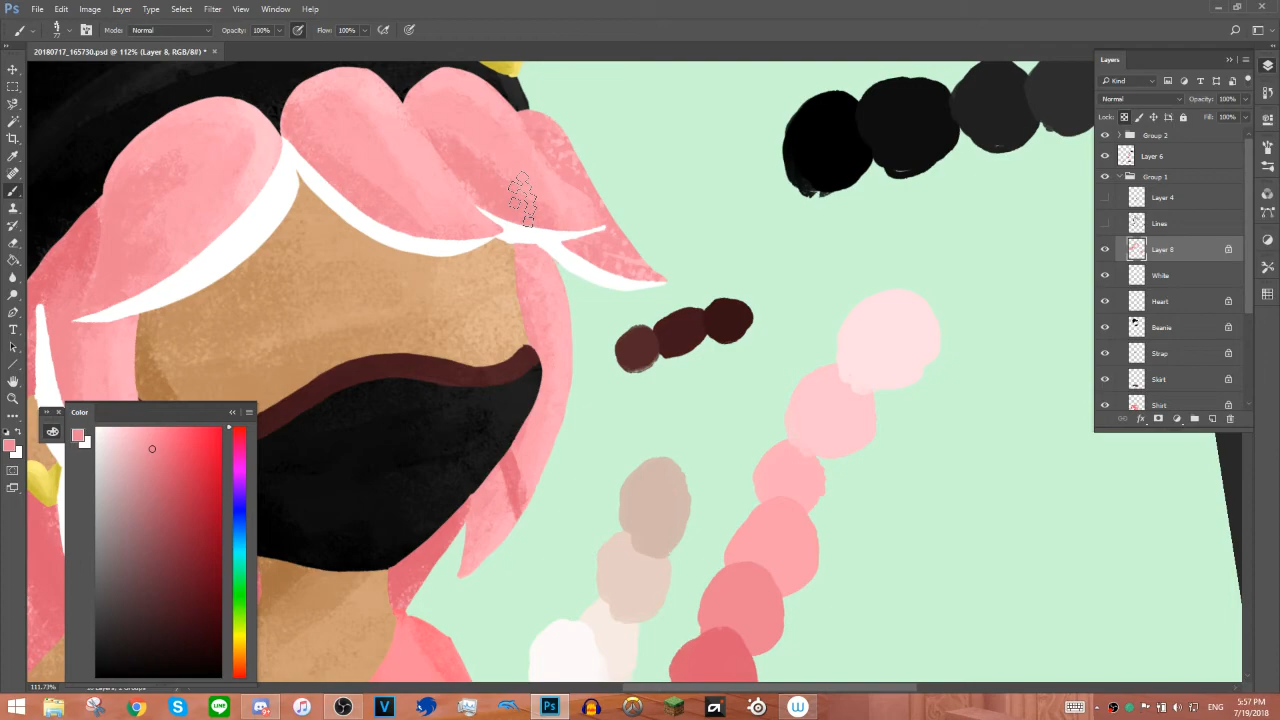 Ps File Edit Image Layer Type Select Filter View Window Help
77 Mode: Normal Opacity: 100% Flow: 100%
20180717_165730.psd @ 112% (Layer 8, RGB/8#) * ×
Layers
Kind
Normal Opacity: 100%
Lock: Fill: 100%
Group 2
Layer 6
Group 1
Layer 4
Lines
Layer 8
White
Heart
Beanie
Strap
Skirt
Shirt
Color
111.73%
LINE S V Ps W
ENG 5:57 PM
7/19/2018